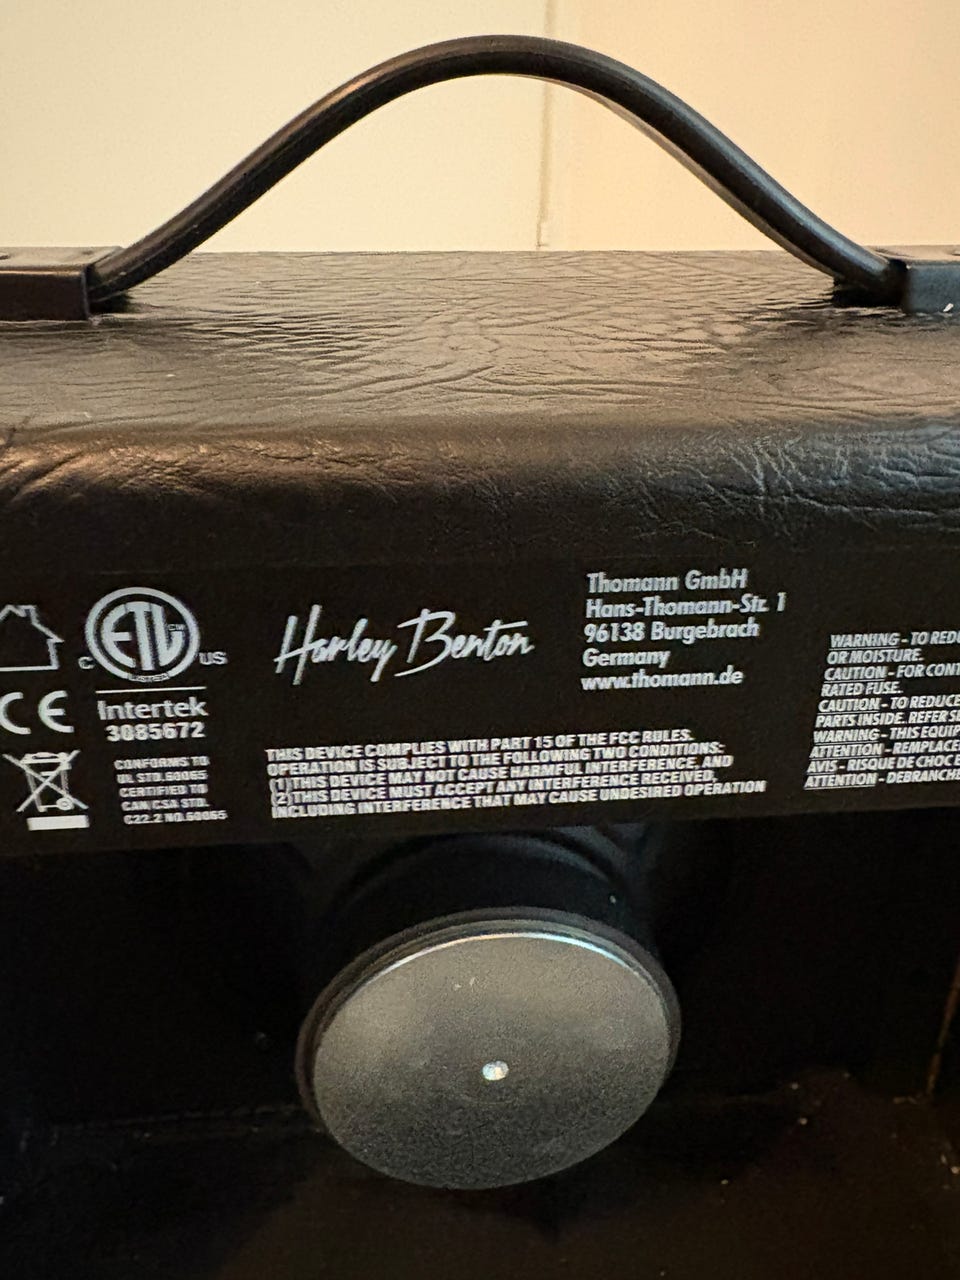 ETL
CM
LISTED
C US
Intertek
3085672
CONFORMS TO
UL STD.60065
CERTIFIED TO
CAN/CSA STD.
C22.2 NO.60065
CE
Harley Benton
Thomann GmbH
Hans-Thomann-Str. 1
96138 Burgebrach
Germany
www.thomann.de
THIS DEVICE COMPLIES WITH PART 15 OF THE FCC RULES.
OPERATION IS SUBJECT TO THE FOLLOWING TWO CONDITIONS:
(1) THIS DEVICE MAY NOT CAUSE HARMFUL INTERFERENCE, AND
(2) THIS DEVICE MUST ACCEPT ANY INTERFERENCE RECEIVED,
INCLUDING INTERFERENCE THAT MAY CAUSE UNDESIRED OPERATION
WARNING - TO REDU
OR MOISTURE.
CAUTION - FOR CONT
RATED FUSE.
CAUTION - TO REDUCE
PARTS INSIDE. REFER SE
WARNING - THIS EQUIP
ATTENTION - REMPLACE
AVIS - RISQUE DE CHOC E
ATTENTION - DEBRANCHE